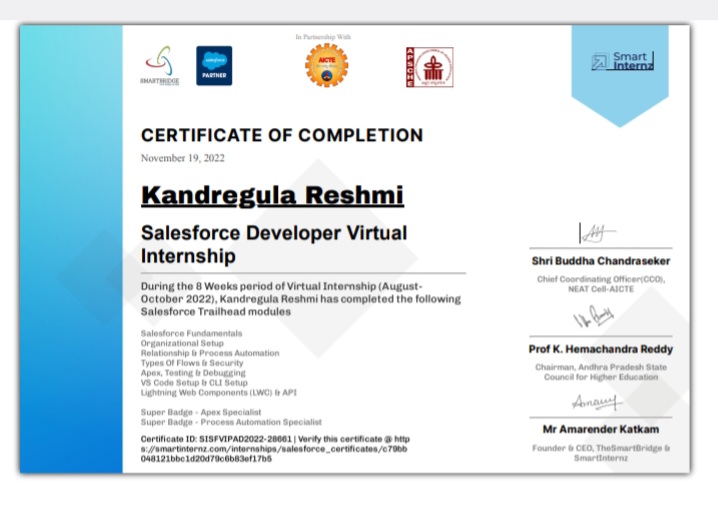 In Partnership With
SMARTBRIDGE
salesforce
PARTNER
AICTE
APSCHE
Smart
Internz
CERTIFICATE OF COMPLETION
November 19, 2022
Kandregula Reshmi
Salesforce Developer Virtual
Internship
During the 8 Weeks period of Virtual Internship (August-
October 2022), Kandregula Reshmi has completed the following
Salesforce Trailhead modules
Salesforce Fundamentals
Organizational Setup
Relationship & Process Automation
Types Of Flows & Security
Apex, Testing & Debugging
VS Code Setup & CLI Setup
Lightning Web Components (LWC) & API
Super Badge - Apex Specialist
Super Badge - Process Automation Specialist
Certificate ID: SISFVIPAD2022-28661 | Verify this certificate @ http
s://smartinternz.com/internships/salesforce_certificates/c79bb
048121bbc1d20d79c6b83ef17b5
Shri Buddha Chandraseker
Chief Coordinating Officer(CCO),
NEAT Cell-AICTE
Prof K. Hemachandra Reddy
Chairman, Andhra Pradesh State
Council for Higher Education
Mr Amarender Katkam
Founder & CEO, TheSmartBridge &
SmartInternz